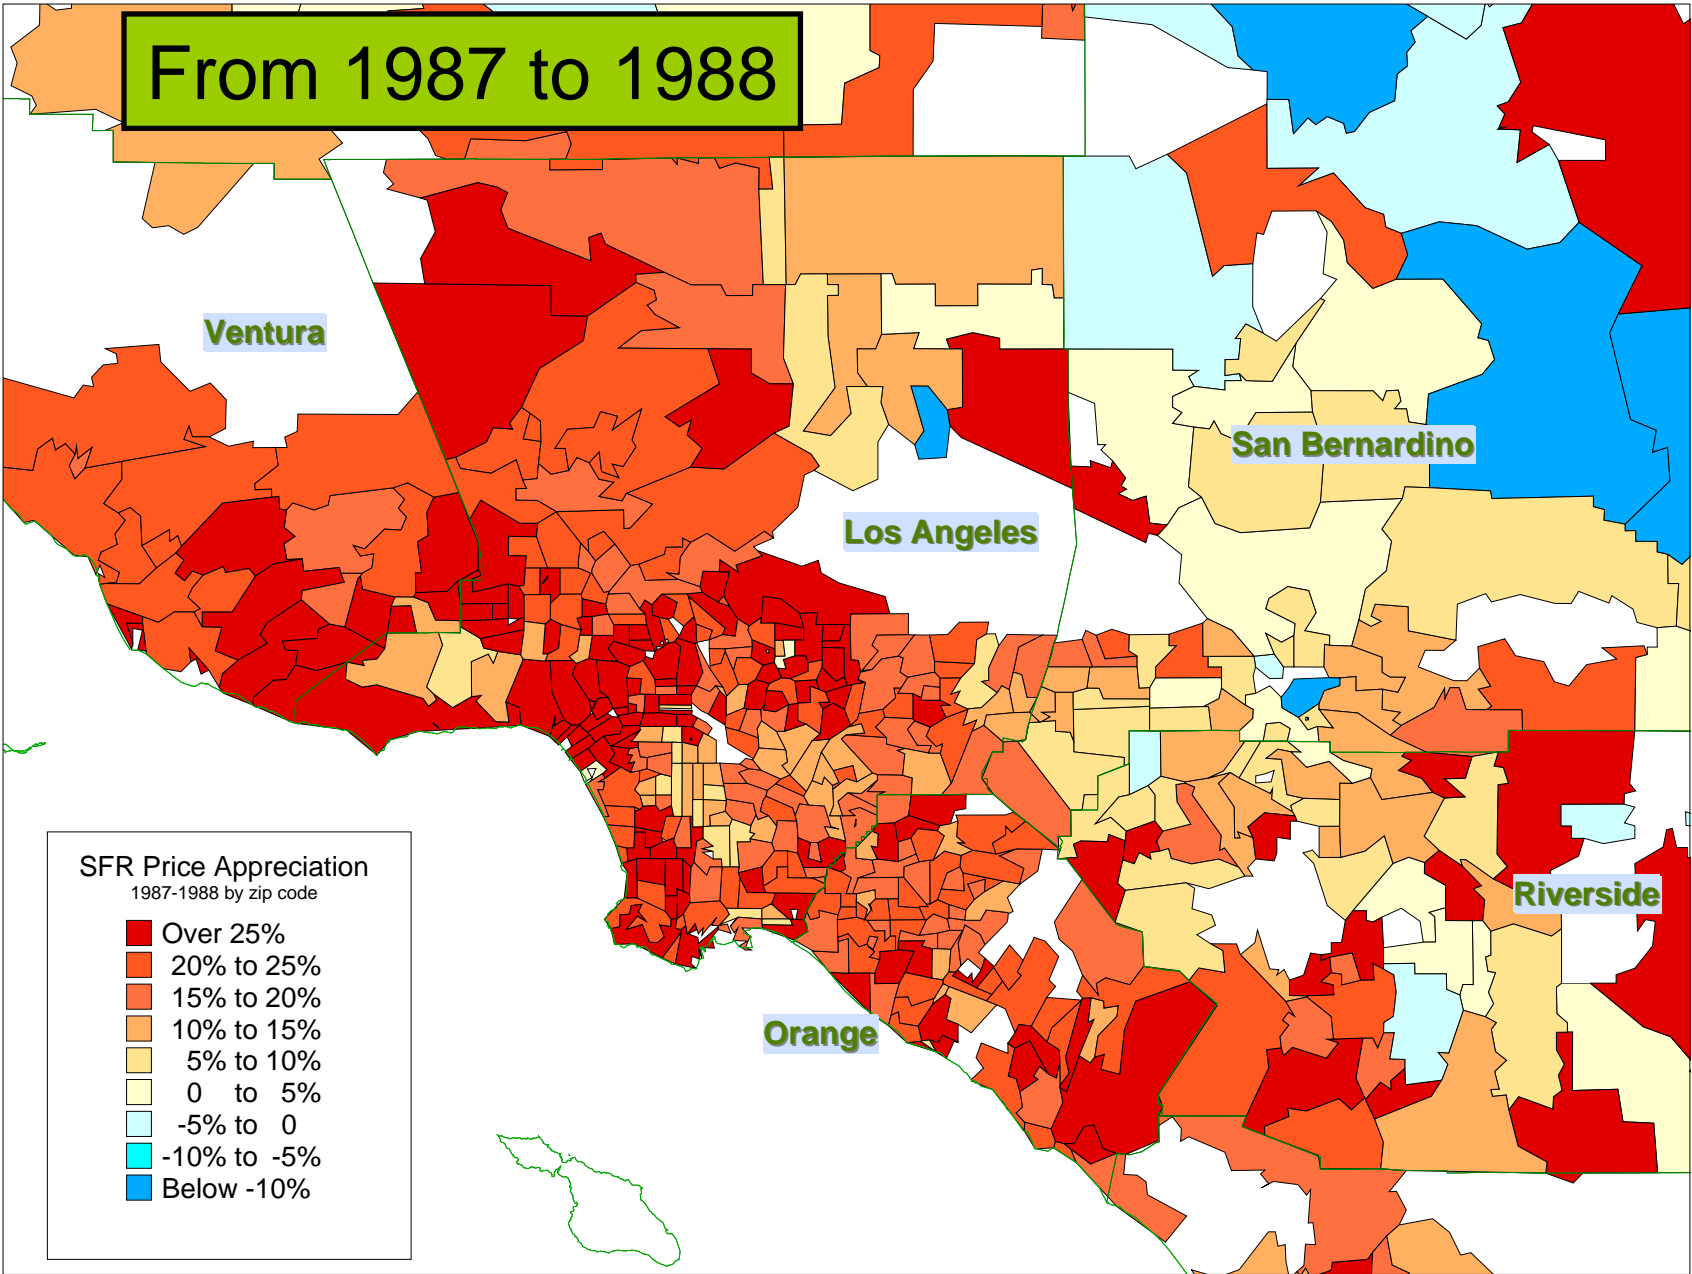 From 1987 to 1988
Ventura
San Bernardino
Los Angeles
SFR Price Appreciation
1987-1988 by zip code
Over 25%
20% to 25%
15% to 20%
10% to 15%
5% to 10%
0 to 5%
-5% to 0
-10% to -5%
Below -10%
Riverside
Orange